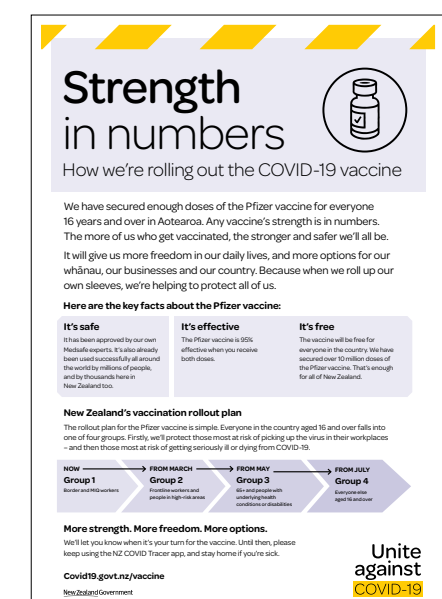 Strength
in numbers
How we're rolling out the COVID-19 vaccine
We have secured enough doses of the Pfizer vaccine for everyone
16 years and over in Aotearoa. Any vaccine's strength is in numbers.
The more of us who get vaccinated, the stronger and safer we'll all be.
It will give us more freedom in our daily lives, and more options for our
whānau, our businesses and our country. Because when we roll up our
own sleeves, we're helping to protect all of us.
Here are the key facts about the Pfizer vaccine:
It's safe
It has been approved by our own
Medsafe experts. It's also already
been used successfully all around
the world by millions of people,
and by thousands here in
New Zealand too.
It's effective
The Pfizer vaccine is 95%
effective when you receive
both doses.
It's free
The vaccine will be free for
everyone in the country. We have
secured over 10 million doses of
the Pfizer vaccine. That's enough
for all of New Zealand.
New Zealand's vaccination rollout plan
The rollout plan for the Pfizer vaccine is simple. Everyone in the country aged 16 and over falls into
one of four groups. Firstly, we'll protect those most at risk of picking up the virus in their workplaces
– and then those most at risk of getting seriously ill or dying from COVID-19.
NOW
Group 1
Border and MIQ workers
FROM MARCH
Group 2
Frontline workers and
people in high-risk areas
FROM MAY
Group 3
65+ and people with
underlying health
conditions or disabilities
FROM JULY
Group 4
Everyone else
aged 16 and over
More strength. More freedom. More options.
We'll let you know when it's your turn for the vaccine. Until then, please
keep using the NZ COVID Tracer app, and stay home if you're sick.
Covid19.govt.nz/vaccine
New Zealand Government
Unite
against
COVID-19